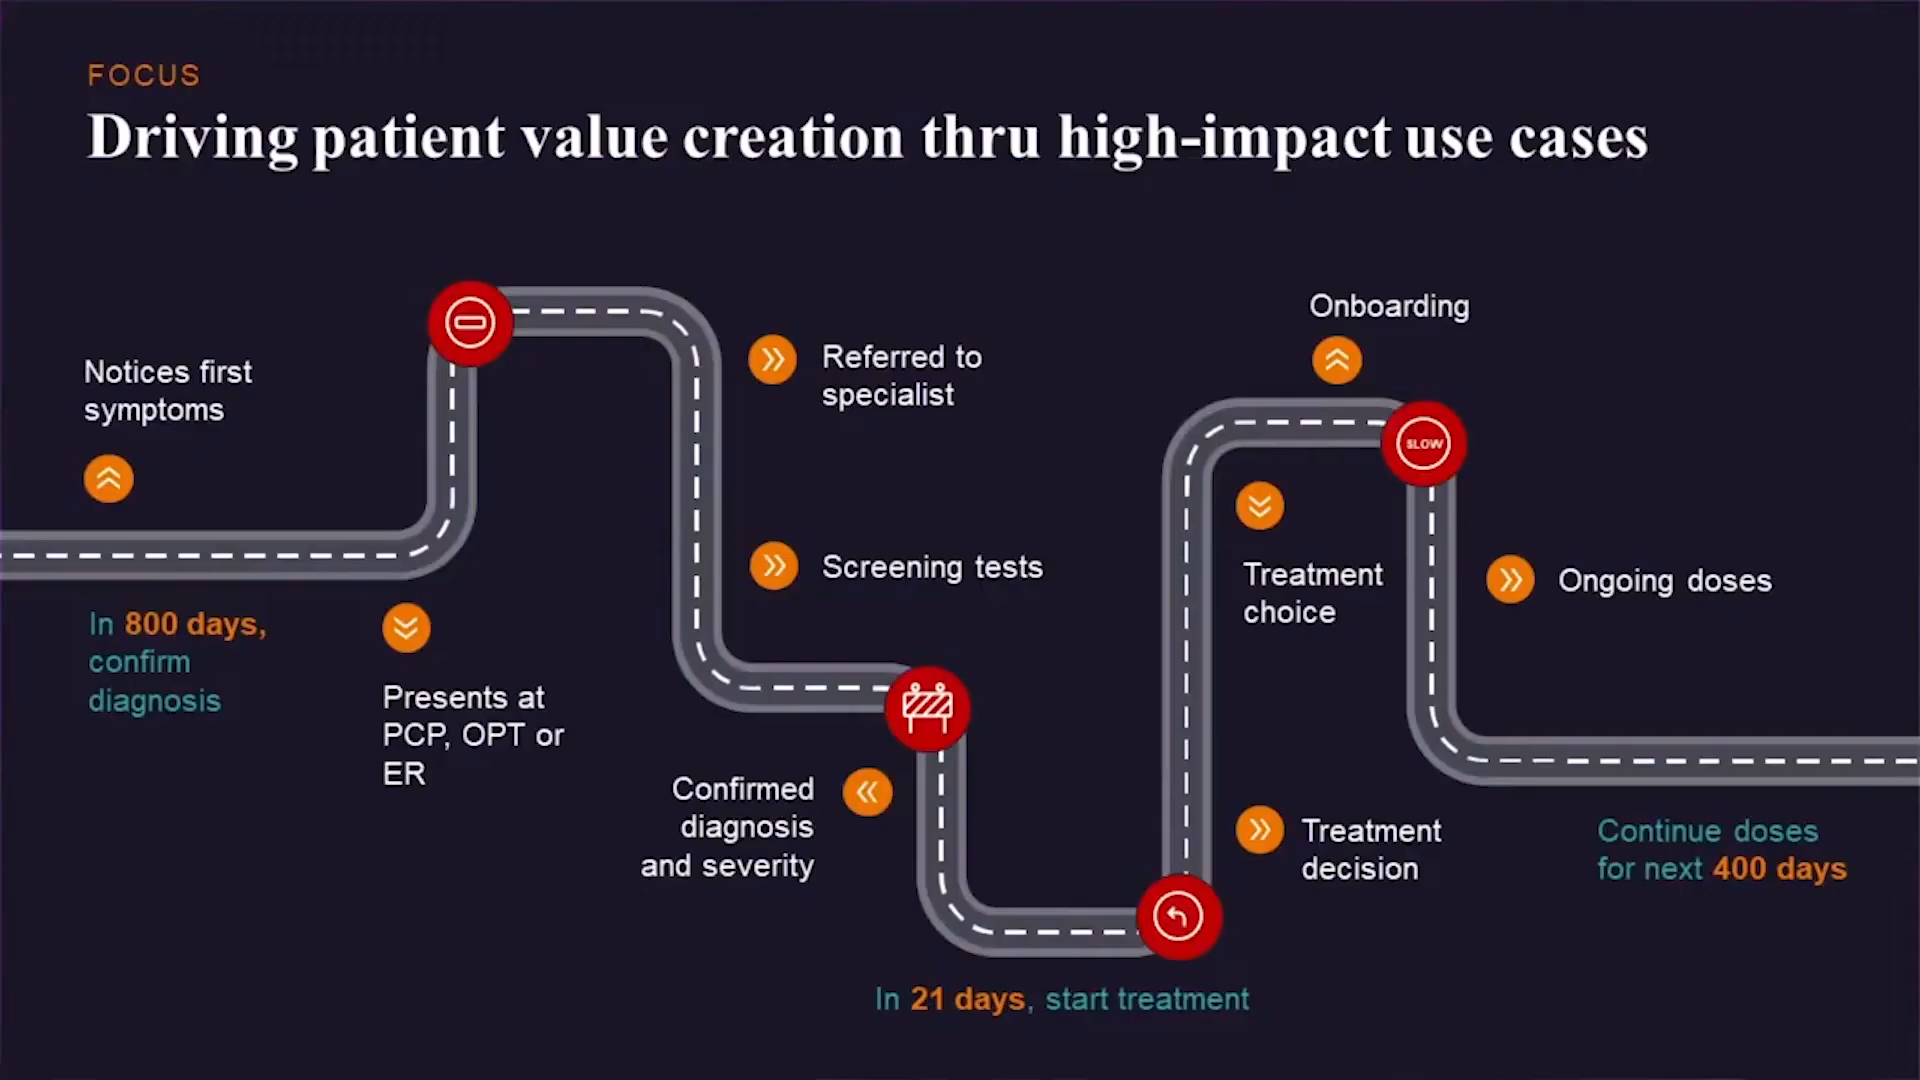 FOCUS
Driving patient value creation thru high-impact use cases
Notices first
symptoms
In 800 days,
confirm
diagnosis
Presents at
PCP, OPT or
ER
Referred to
specialist
Screening tests
Confirmed
diagnosis
and severity
In 21 days, start treatment
Treatment
decision
Treatment
choice
Onboarding
SLOW
Ongoing doses
Continue doses
for next 400 days